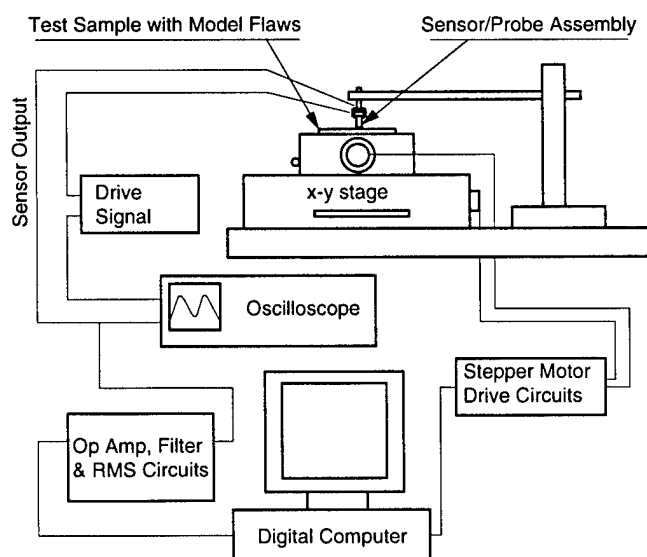 Test Sample with Model Flaws
Sensor/Probe Assembly
Sensor Output
x-y stage
Drive
Signal
Oscilloscope
Stepper Motor
Drive Circuits
Op Amp, Filter
& RMS Circuits
Digital Computer